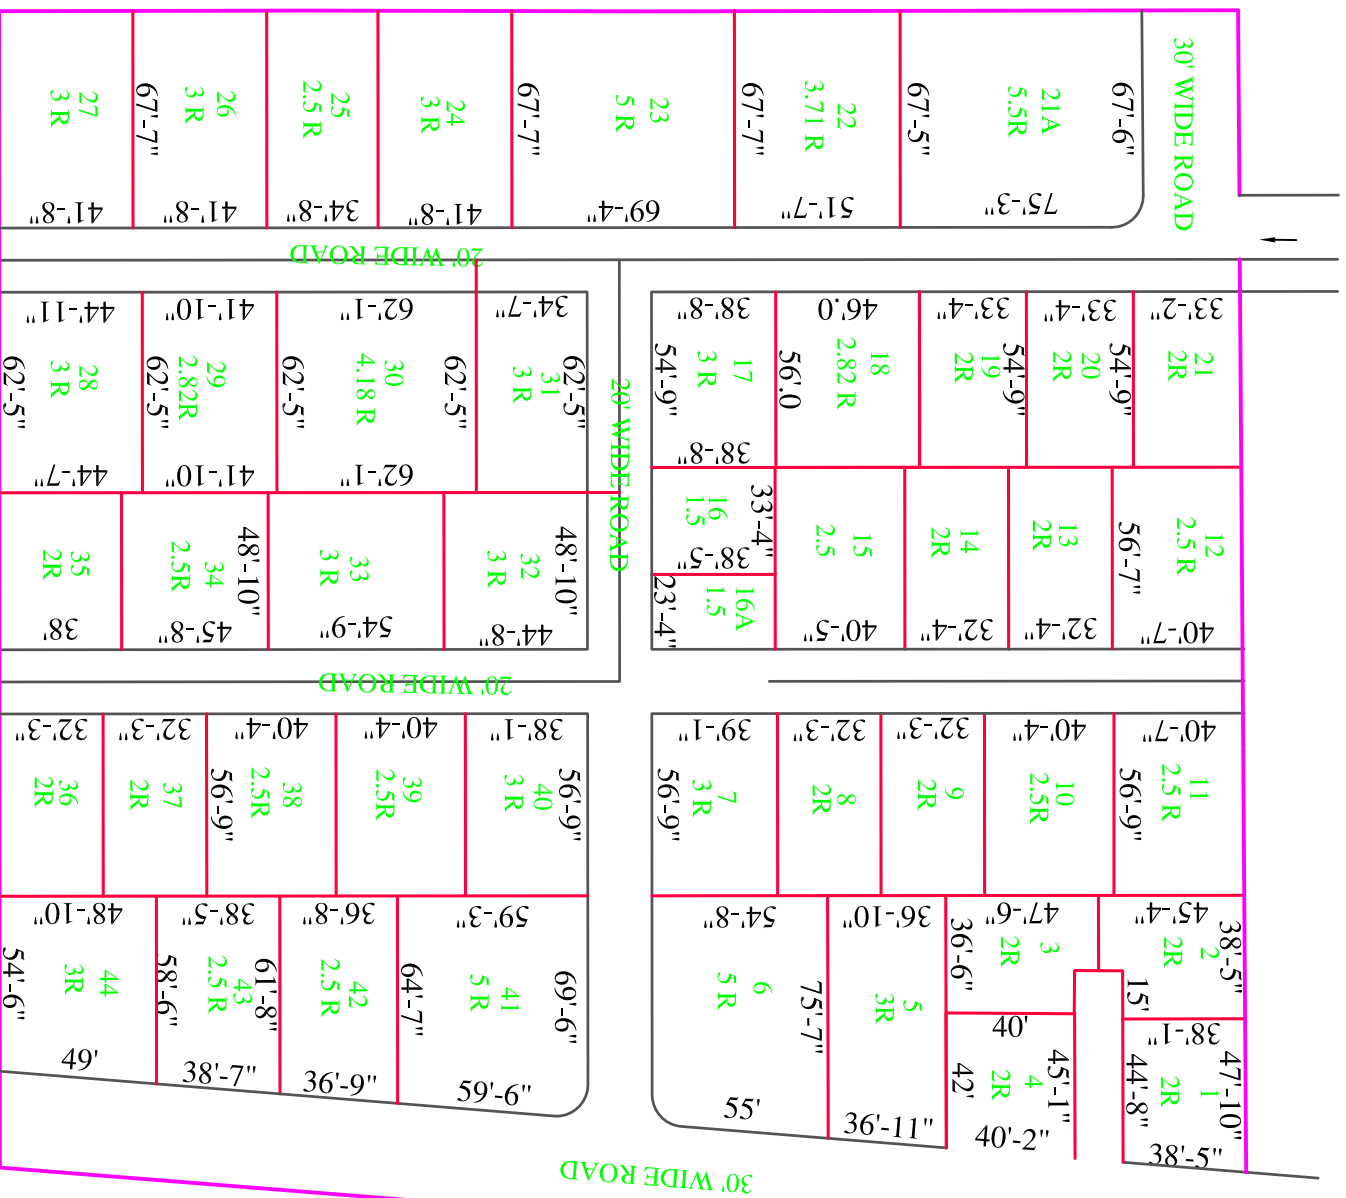 27
3 R
67'-7"
41'-8"
26
3 R
41'-8"
25
2.5 R
34'-8"
24
3 R
41'-8"
67'-7"
23
5 R
69'-4"
67'-7"
22
3.71 R
51'-7"
67'-5"
21A
5.5R
67'-6"
75'-3"
30' WIDE ROAD
20' WIDE ROAD
44'-11"
62'-5"
28
3 R
44'-7"
41'-10"
62'-5"
29
2.82R
41'-10"
62'-1"
62'-5"
30
4.18 R
62'-5"
62'-1"
34'-7"
31
3 R
62'-5"
20' WIDE ROAD
38'-8"
54'-9"
17
3 R
38'-8"
46'.0
56'.0
18
2.82 R
33'-4"
19
2R
54'-9"
33'-4"
20
2R
54'-9"
33'-2"
21
2R
35
2R
38'
34
2.5R
48'-10"
45'-8"
33
3 R
54'-9"
32
3 R
48'-10"
44'-8"
16
1.5
33'-4"
38'-5"
23'-4"
16A
1.5
15
2.5
40'-5"
14
2R
32'-4"
13
2R
32'-4"
56'-7"
12
2.5 R
40'-7"
20' WIDE ROAD
32'-3"
36
2R
32'-3"
37
2R
40'-4"
56'-9"
38
2.5R
40'-4"
39
2.5R
38'-1"
40
3 R
56'-9"
39'-1"
56'-9"
7
3 R
32'-3"
8
2R
32'-3"
9
2R
40'-4"
10
2.5R
40'-7"
56'-9"
11
2.5 R
48'-10"
54'-6"
44
3R
49'
38'-5"
58'-6"
43
2.5 R
61'-8"
38'-7"
36'-8"
42
2.5 R
36'-9"
59'-3"
64'-7"
41
5 R
69'-6"
59'-6"
54'-8"
6
5 R
75'-7"
55'
36'-10"
5
3R
36'-11"
47'-6"
36'-6"
3
2R
40'
42'
4
2R
45'-1"
40'-2"
45'-4"
2
2R
38'-5"
15'
38'-1"
44'-8"
1
2R
47'-10"
38'-5"
30' WIDE ROAD